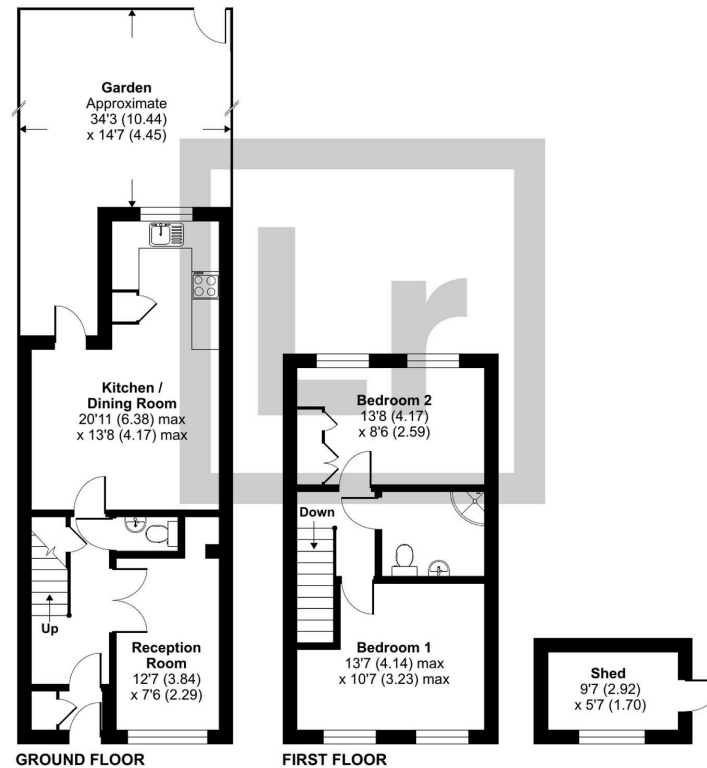 Garden
Approximate
34'3 (10.44)
x 14'7 (4.45)
Kitchen /
Dining Room
20'11 (6.38) max
x 13'8 (4.17) max
Up
Reception
Room
12'7 (3.84)
x 7'6 (2.29)
GROUND FLOOR
Lr
Bedroom 2
13'8 (4.17)
x 8'6 (2.59)
Down
Bedroom 1
13'7 (4.14) max
x 10'7 (3.23) max
FIRST FLOOR
Shed
9'7 (2.92)
x 5'7 (1.70)